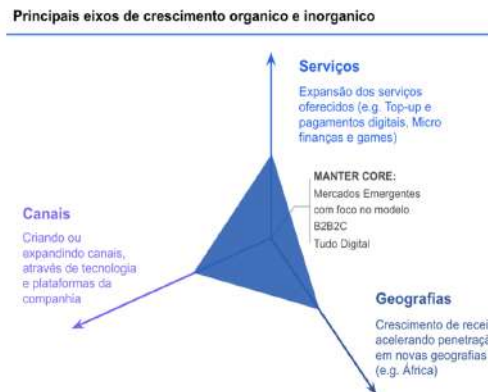 Principais eixos de crescimento organico e inorganico
Serviços
Expansão dos serviços
oferecidos (e.g. Top-up e
pagamentos digitais, Micro
finanças e games)
MANTER CORE:
Mercados Emergentes
com foco no modelo
B2B2C
Tudo Digital
Canais
Criando ou
expandindo canais,
através de tecnologia
e plataformas da
companhia
Geografias
Crescimento de recei
acelerando penetraçã
em novas geografias
(e.g. África)